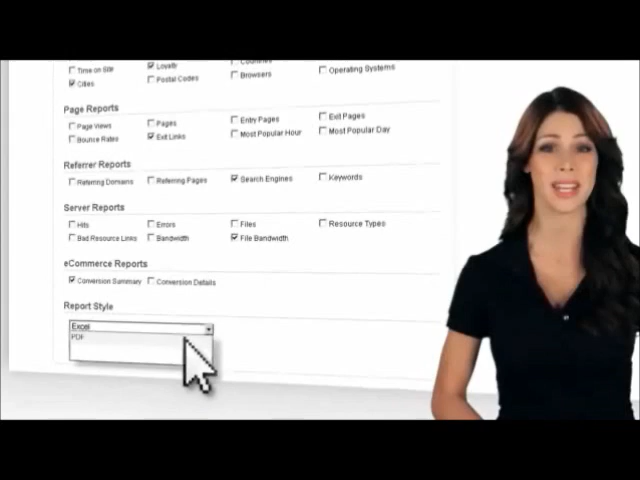 Time on Site Loyalty Countries Operating Systems
Cities Postal Codes Browsers
Page Reports
Page Views Pages Entry Pages Exit Pages
Bounce Rates Exit Links Most Popular Hour Most Popular Day
Referrer Reports
Referring Domains Referring Pages Search Engines Keywords
Server Reports
Hits Errors Files Resource Types
Bad Resource Links Bandwidth File Bandwidth
eCommerce Reports
Conversion Summary Conversion Details
Report Style
Excel
PDF